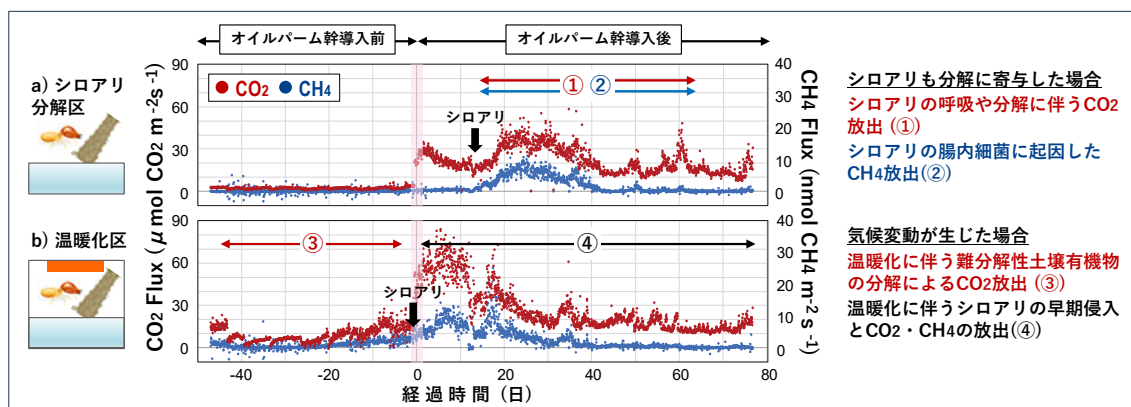 オイルパーム幹導入前
オイルパーム幹導入後
a) シロアリ
分解区
CO2 CH4
シロアリ
① ②
90
60
30
0
40
30
20
10
0
シロアリも分解に寄与した場合
シロアリの呼吸や分解に伴うCO2
放出 (①)
シロアリの腸内細菌に起因した
CH4放出(②)
CO2 Flux (μmol CO2 m-2s-1)
CH4 Flux (nmol CH4 m-2 s-1)
b) 温暖化区
③
④
シロアリ
90
60
30
0
40
30
20
10
0
気候変動が生じた場合
温暖化に伴う難分解性土壌有機物
の分解によるCO2放出 (③)
温暖化に伴うシロアリの早期侵入
とCO2・CH4の放出(④)
-40 -20 0 20 40 60 80
経過時間(日)